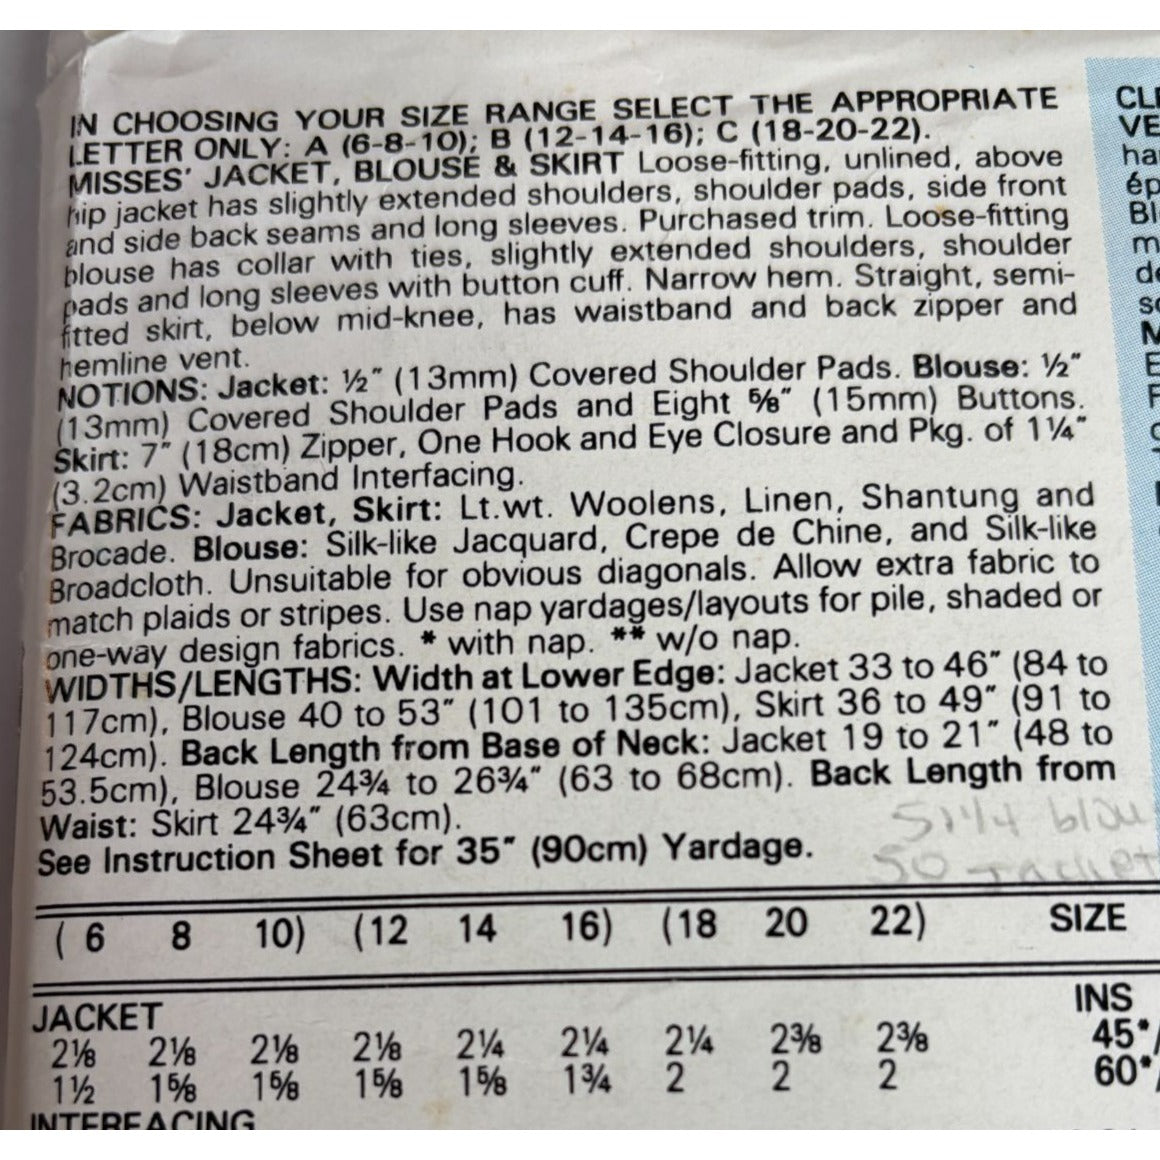 IN CHOOSING YOUR SIZE RANGE SELECT THE APPROPRIATE
LETTER ONLY: A (6-8-10); B (12-14-16); C (18-20-22).
MISSES' JACKET, BLOUSE & SKIRT Loose-fitting, unlined, above
hip jacket has slightly extended shoulders, shoulder pads, side front
and side back seams and long sleeves. Purchased trim. Loose-fitting
blouse has collar with ties, slightly extended shoulders, shoulder
pads and long sleeves with button cuff. Narrow hem. Straight, semi-
fitted skirt, below mid-knee, has waistband and back zipper and
hemline vent.
NOTIONS: Jacket: ½" (13mm) Covered Shoulder Pads. Blouse: ½"
(13mm) Covered Shoulder Pads and Eight ⅝" (15mm) Buttons.
Skirt: 7" (18cm) Zipper, One Hook and Eye Closure and Pkg. of 1¼"
(3.2cm) Waistband Interfacing.
FABRICS: Jacket, Skirt: Lt.wt. Woolens, Linen, Shantung and
Brocade. Blouse: Silk-like Jacquard, Crepe de Chine, and Silk-like
Broadcloth. Unsuitable for obvious diagonals. Allow extra fabric to
match plaids or stripes. Use nap yardages/layouts for pile, shaded or
one-way design fabrics. * with nap. ** w/o nap.
WIDTHS/LENGTHS: Width at Lower Edge: Jacket 33 to 46" (84 to
117cm), Blouse 40 to 53" (101 to 135cm), Skirt 36 to 49" (91 to
124cm). Back Length from Base of Neck: Jacket 19 to 21" (48 to
53.5cm), Blouse 24¾ to 26¾" (63 to 68cm). Back Length from
Waist: Skirt 24¾" (63cm).
See Instruction Sheet for 35" (90cm) Yardage.
51 1/4 blou
50 Jacket
( 6 8 10) (12 14 16) (18 20 22) SIZE
JACKET INS
2⅛ 2⅛ 2⅛ 2⅛ 2¼ 2¼ 2¼ 2⅜ 2⅜ 45*/
1½ 1⅝ 1⅝ 1⅝ 1⅝ 1¾ 2 2 2 60*/
INTERFACING
CLE
VE
ha
ép
Bl
m
de
so
M
E
F